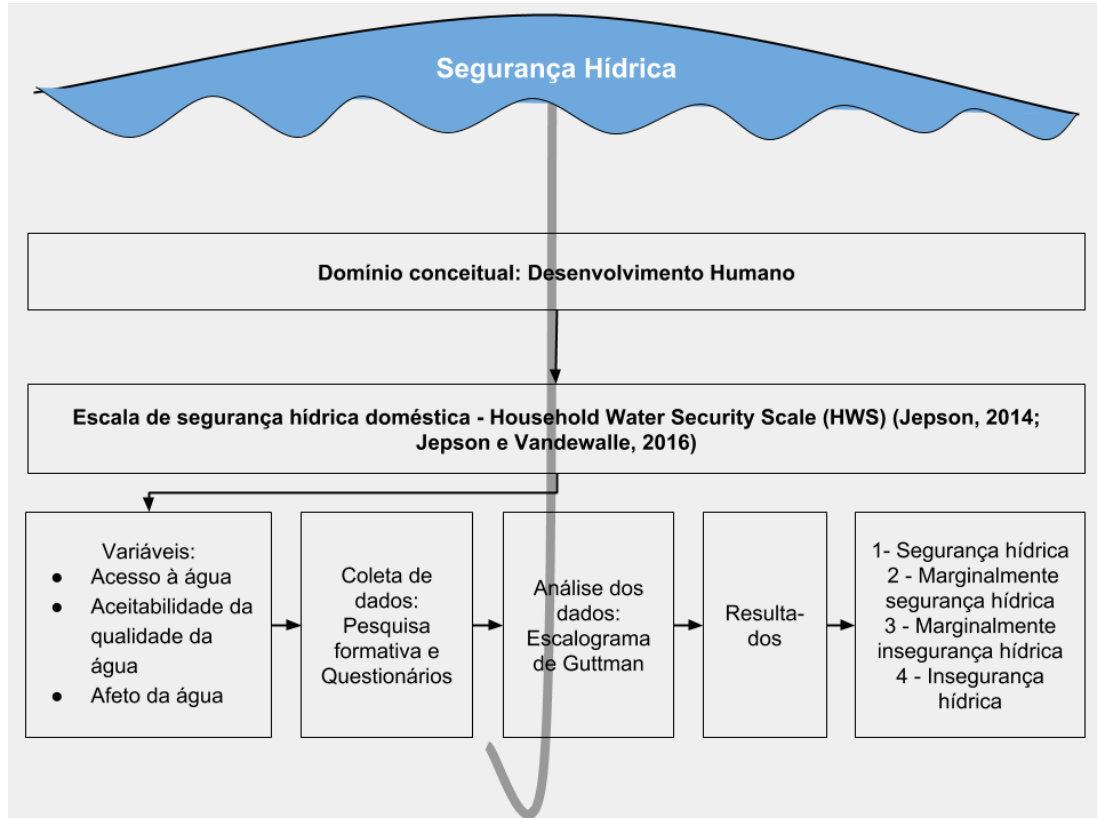 Segurança Hídrica
Domínio conceitual: Desenvolvimento Humano
Escala de segurança hídrica doméstica - Household Water Security Scale (HWS) (Jepson, 2014;
Jepson e Vandewalle, 2016)
Variáveis:
● Acesso à água
● Aceitabilidade da
qualidade da
água
● Afeto da água
Coleta de
dados:
Pesquisa
formativa e
Questionários
Análise dos
dados:
Escalograma
de Guttman
Resulta-
dos
1- Segurança hídrica
2 - Marginalmente
segurança hídrica
3 - Marginalmente
insegurança hídrica
4 - Insegurança
hídrica